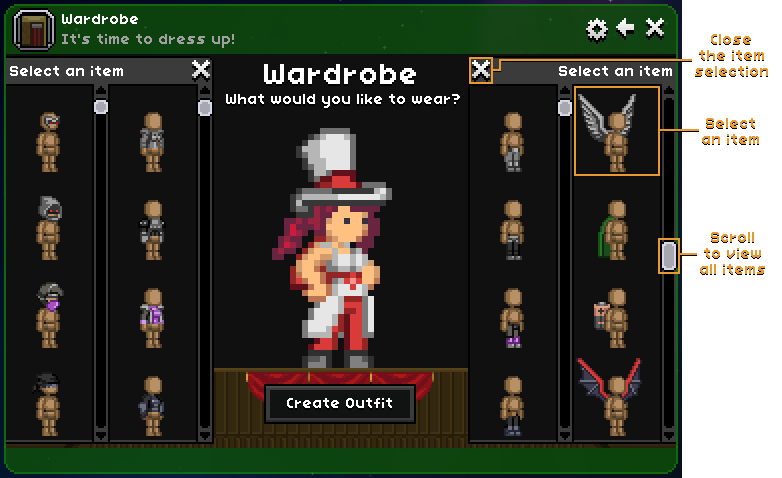 Wardrobe
It's time to dress up!
Select an item
Wardrobe
What would you like to wear?
Select an item
Create Outfit
Close
the item
selection
Select
an item
Scroll
to view
all items